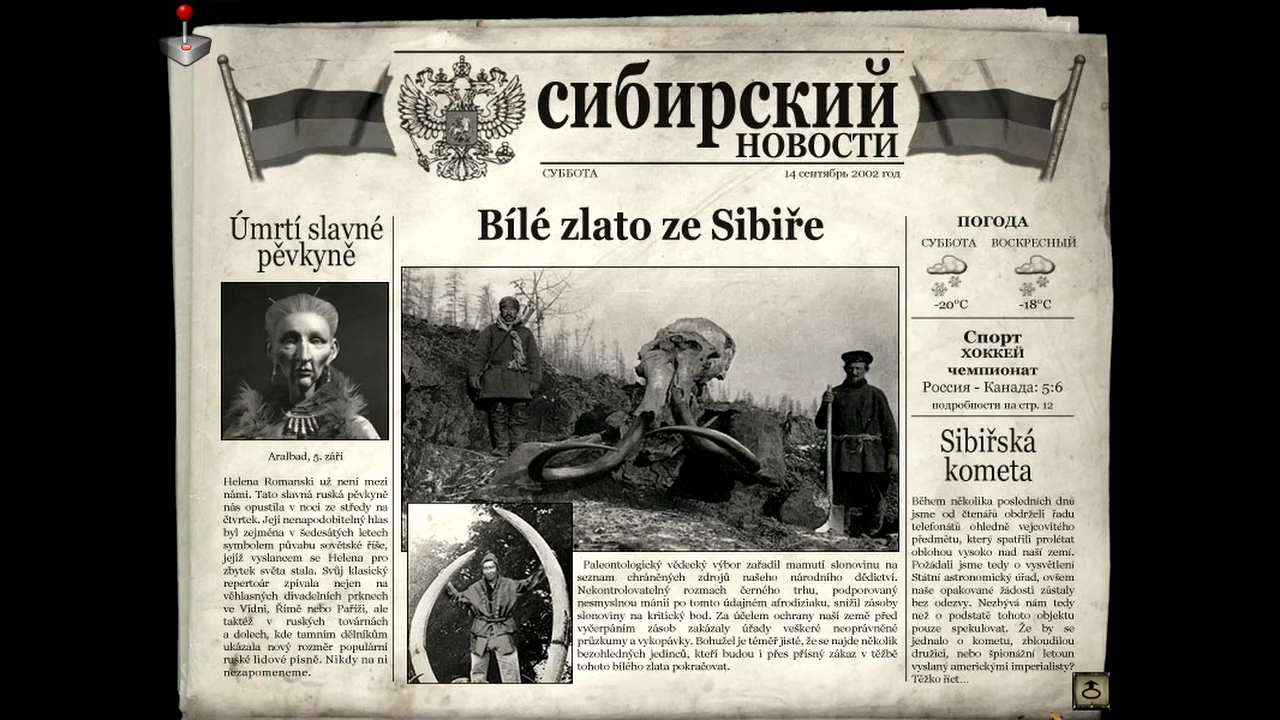 сибирский
новости
СУББОТА
14 сентябрь 2002 год
Úmrtí slavné
pěvkyně
Aralbad, 5. září
Helena Romanski už není mezi
námi. Tato slavná ruská pěvkyně
nás opustila v noci ze středy na
čtvrtek. Její nenapodobitelný hlas
byl zejména v šedesátých letech
symbolem půvabu sovětské říše,
jejíž vyslancem se Helena pro
zbytek světa stala. Svůj klasický
repertoár zpívala nejen na
věhlasných divadelních prknech
ve Vídni, Římě nebo Paříži, ale
taktéž v ruských továrnách
a dolech, kde tamním dělníkům
ukázala nový rozměr populární
ruské lidové písně. Nikdy na ni
nezapomeneme.
Bílé zlato ze Sibiře
Paleontologický vědecký výbor zařadil mamutí slonovinu na
seznam chráněných zdrojů našeho národního dědictví.
Nekontrolovatelný rozmach černého trhu, podporovaný
nesmyslnou mánií po tomto údajném afrodiziaku, snížil zásoby
slonoviny na kritický bod. Za účelem ochrany naší země před
vyčerpáním zásob zakázaly úřady veškeré neoprávněné
průzkumy a vykopávky. Bohužel je téměř jisté, že se najde několik
bezohledných jedinců, kteří budou i přes přísný zákaz v těžbě
tohoto bílého zlata pokračovat.
ПОГОДА
СУББОТА ВОСКРЕСНЫЙ
-20°C -18°C
Спорт
ХОККЕЙ
чемпионат
Россия - Канада: 5:6
подробности на стр. 12
Sibiřská
kometa
Během několika posledních dnů
jsme od čtenářů obdrželi řadu
telefonátů ohledně vejcovitého
předmětu, který spatřili prolétat
oblohou vysoko nad naší zemí.
Požádali jsme tedy o vysvětlení
Státní astronomický úřad, ovšem
naše opakované žádosti zůstaly
bez odezvy. Nezbývá nám tedy
než o podstatě tohoto objektu
pouze spekulovat. Že by se
jednalo o kometu, zbloudilou
družici, nebo špionážní letoun
vyslaný americkými imperialisty?
Těžko říct...